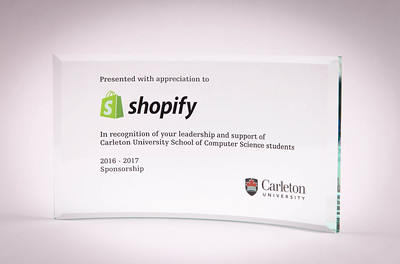 Presented with appreciation to
shopify
In recognition of your leadership and support of
Carleton University School of Computer Science students
2016 - 2017
Sponsorship
Carleton
UNIVERSITY